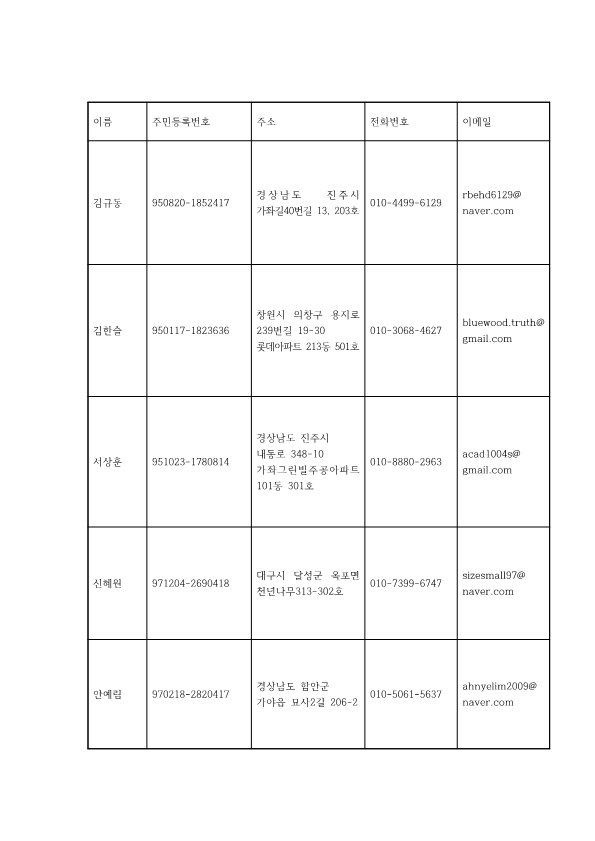 이름 주민등록번호 주소 전화번호 이메일
김규동 950820-1852417 경상남도 진주시 010-4499-6129 rbehd6129@
가좌길40번길 13, 203호 naver.com
김한슬 950117-1823636 창원시 의창구 용지로 010-3068-4627 bluewood.truth@
239번길 19-30 gmail.com
롯데아파트 213동 501호
서상훈 951023-1780814 경상남도 진주시 010-8880-2963 acad1004s@
내동로 348-10 gmail.com
가좌그린빌주공아파트
101동 301호
신혜원 971204-2690418 대구시 달성군 옥포면 010-7399-6747 sizesmall97@
천년나무313-302호 naver.com
안예림 970218-2820417 경상남도 함안군 010-5061-5637 ahnyelim2009@
가야읍 묘사2길 206-2 naver.com